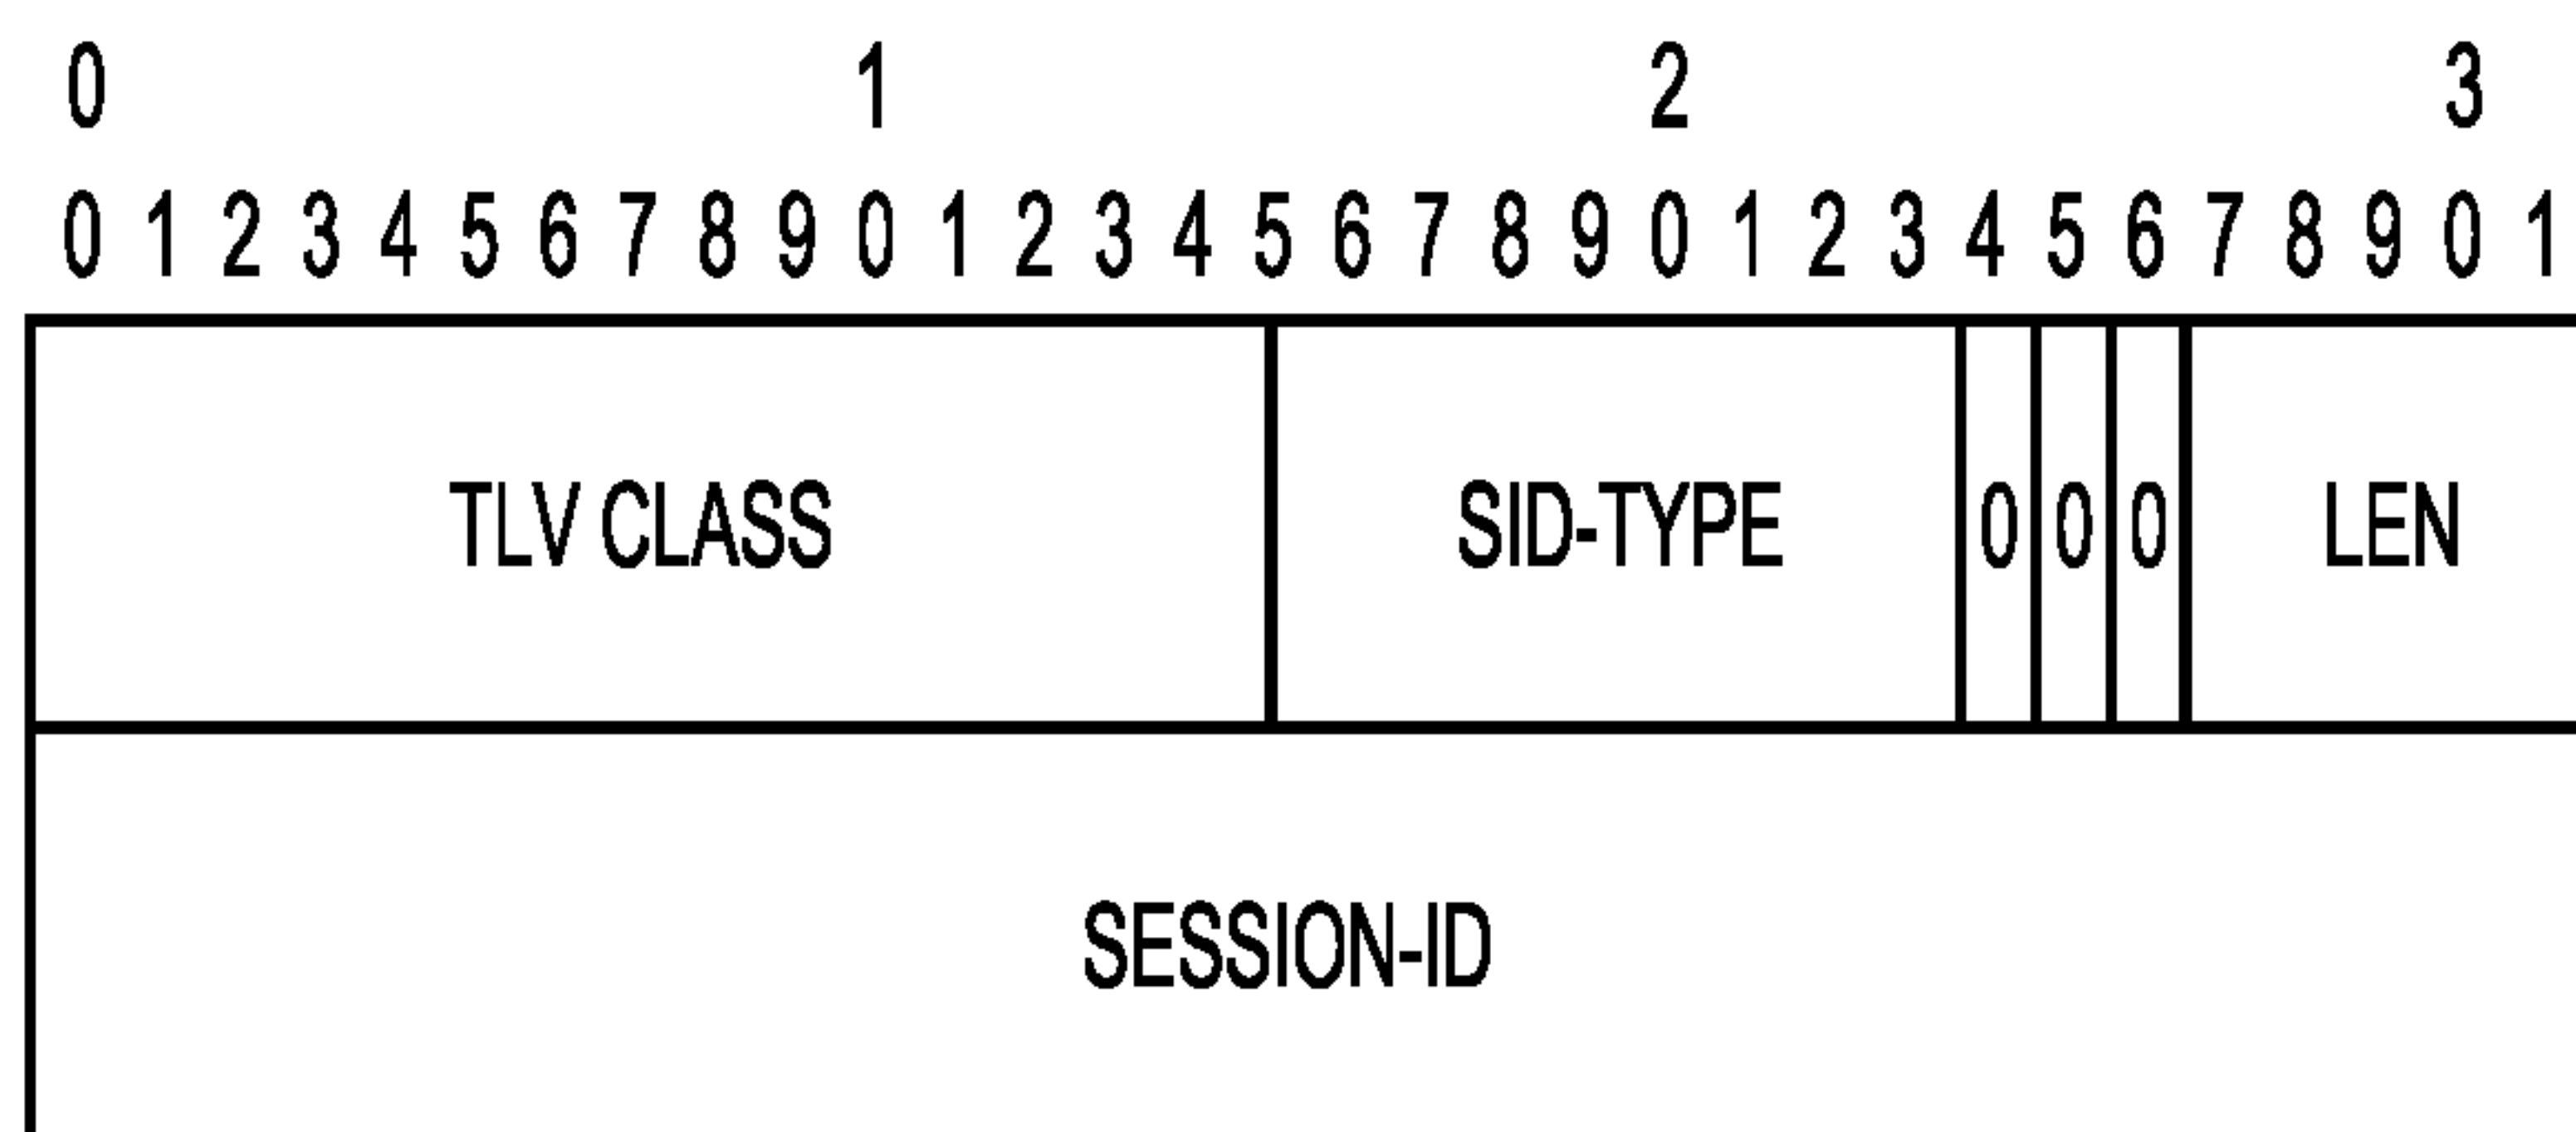 0 1 2 3
0 1 2 3 4 5 6 7 8 9 0 1 2 3 4 5 6 7 8 9 0 1 2 3 4 5 6 7 8 9 0 1
TLV CLASS SID-TYPE 0 0 0 LEN
SESSION-ID